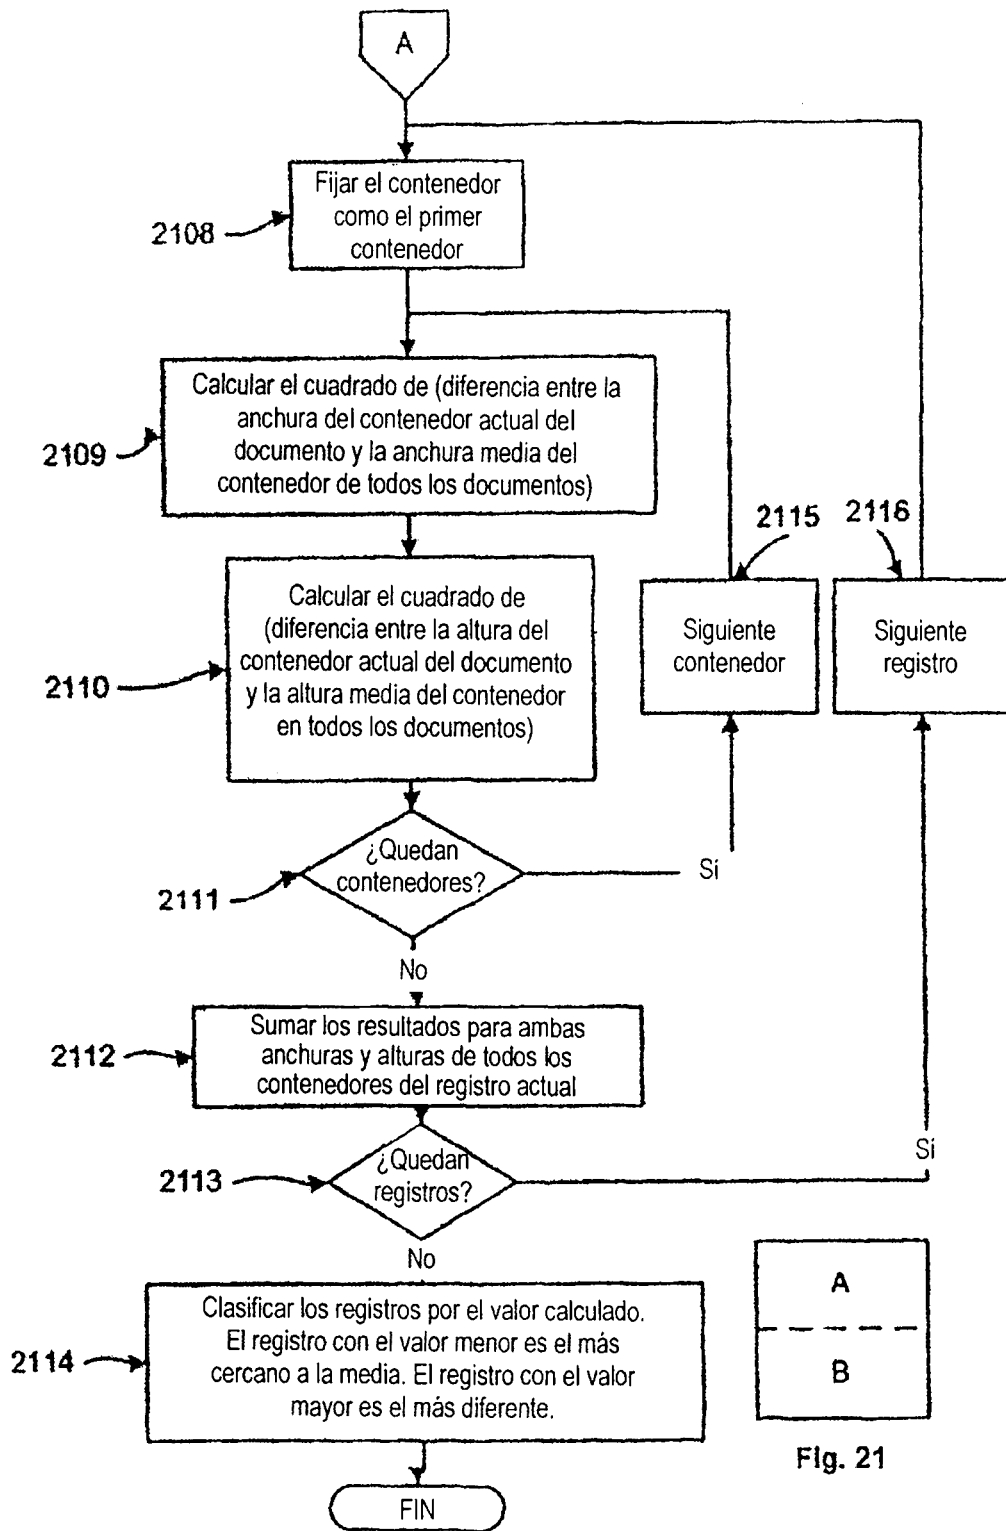 A
Fijar el contenedor
como el primer
contenedor
2108
Calcular el cuadrado de (diferencia entre la
anchura del contenedor actual del
documento y la anchura media del
contenedor de todos los documentos)
2109
2115
2116
Calcular el cuadrado de
(diferencia entre la altura del
contenedor actual del documento
y la altura media del contenedor
en todos los documentos)
2110
Siguiente
contenedor
Siguiente
registro
¿Quedan
contenedores?
2111
Sí
No
Sumar los resultados para ambas
anchuras y alturas de todos los
contenedores del registro actual
2112
¿Quedan
registros?
2113
Sí
No
Clasificar los registros por el valor calculado.
El registro con el valor menor es el más
cercano a la media. El registro con el valor
mayor es el más diferente.
2114
A
B
Fig. 21
FIN